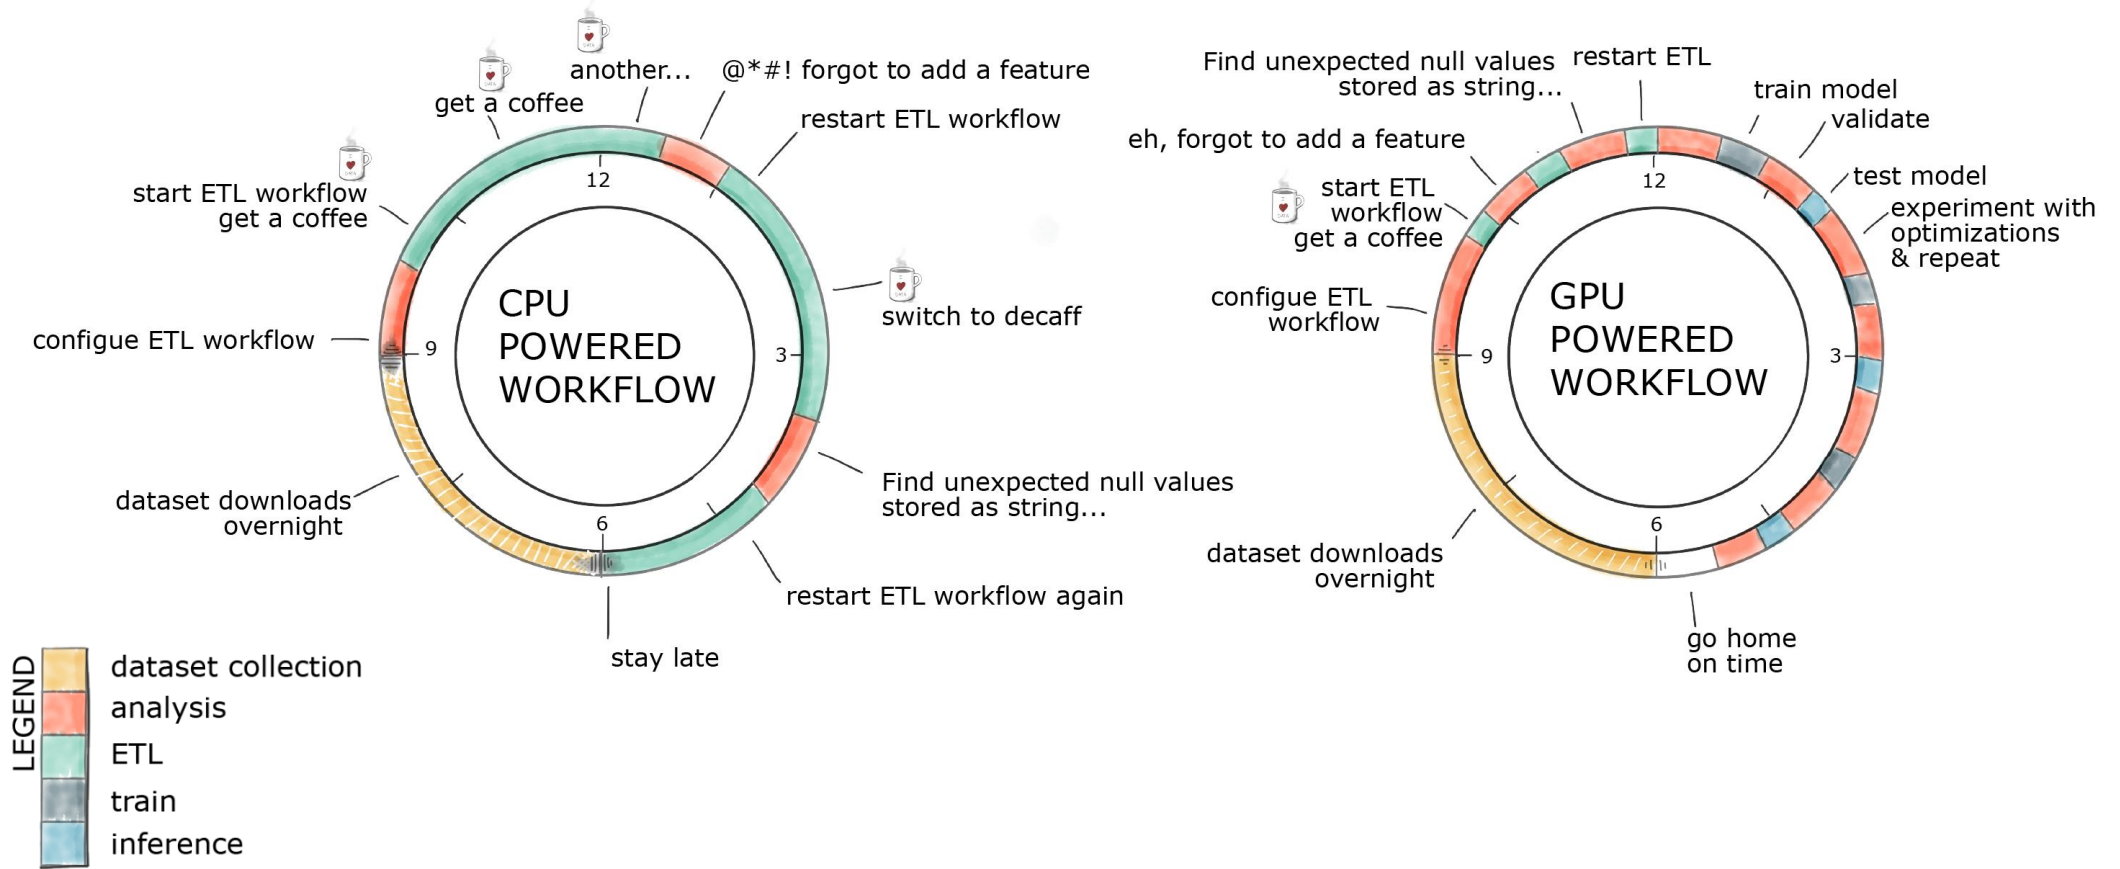 another...
@*#! forgot to add a feature
get a coffee
restart ETL workflow
start ETL workflow
get a coffee
12
configue ETL workflow
9
CPU
POWERED
WORKFLOW
3
switch to decaff
dataset downloads
overnight
6
Find unexpected null values
stored as string...
restart ETL workflow again
stay late
Find unexpected null values
stored as string...
restart ETL
train model
validate
eh, forgot to add a feature
test model
start ETL
workflow
get a coffee
12
experiment with
optimizations
& repeat
configue ETL
workflow
9
GPU
POWERED
WORKFLOW
3
dataset downloads
overnight
6
go home
on time
LEGEND
dataset collection
analysis
ETL
train
inference